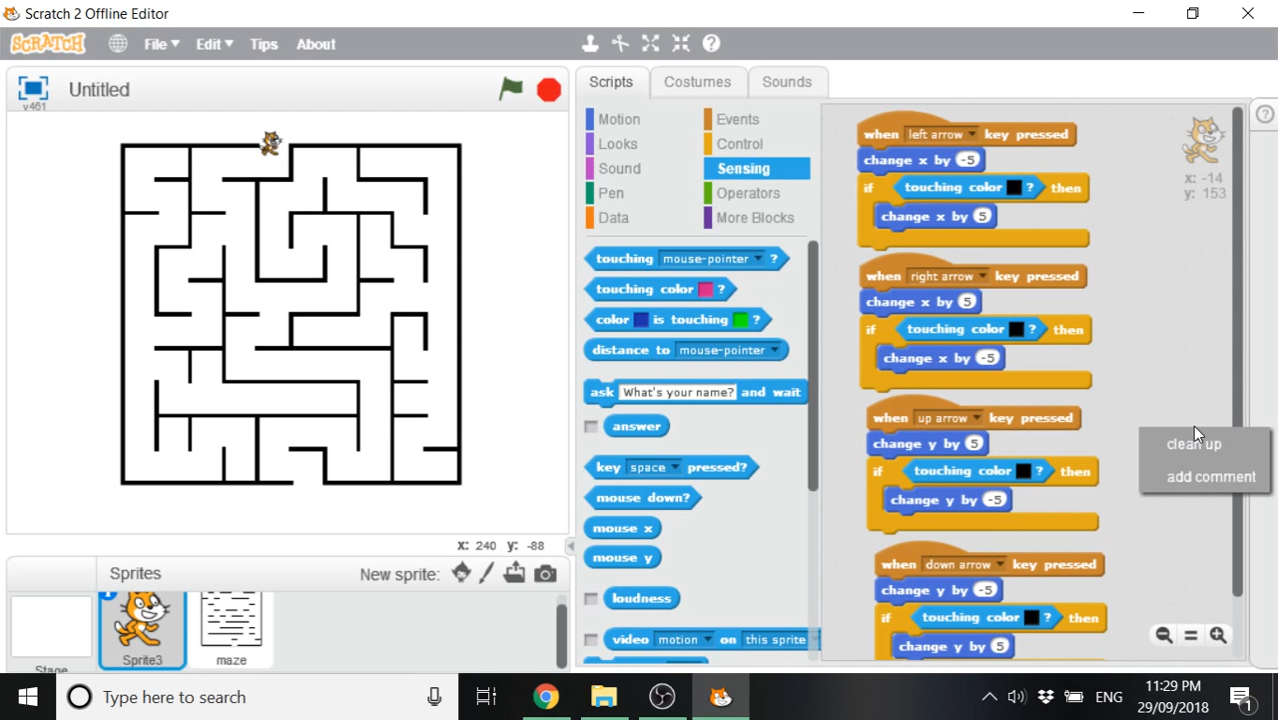 Scratch 2 Offline Editor
SCRATCH File Edit Tips About
v461
Untitled
Scripts Costumes Sounds
Motion Events
Looks Control
Sound Sensing
Pen Operators
Data More Blocks
touching mouse-pointer ?
touching color ?
color is touching ?
distance to mouse-pointer
ask What's your name? and wait
answer
key space pressed?
mouse down?
mouse x
mouse y
loudness
video motion on this sprite
when left arrow key pressed
change x by -5
if touching color ? then
change x by 5
when right arrow key pressed
change x by 5
if touching color ? then
change x by -5
when up arrow key pressed
change y by 5
if touching color ? then
change y by -5
when down arrow key pressed
change y by -5
if touching color ? then
change y by 5
x: -14
y: 153
clean up
add comment
x: 240 y: -88
Sprites New sprite:
Stage
Sprite3
maze
Type here to search
ENG
11:29 PM
29/09/2018
1